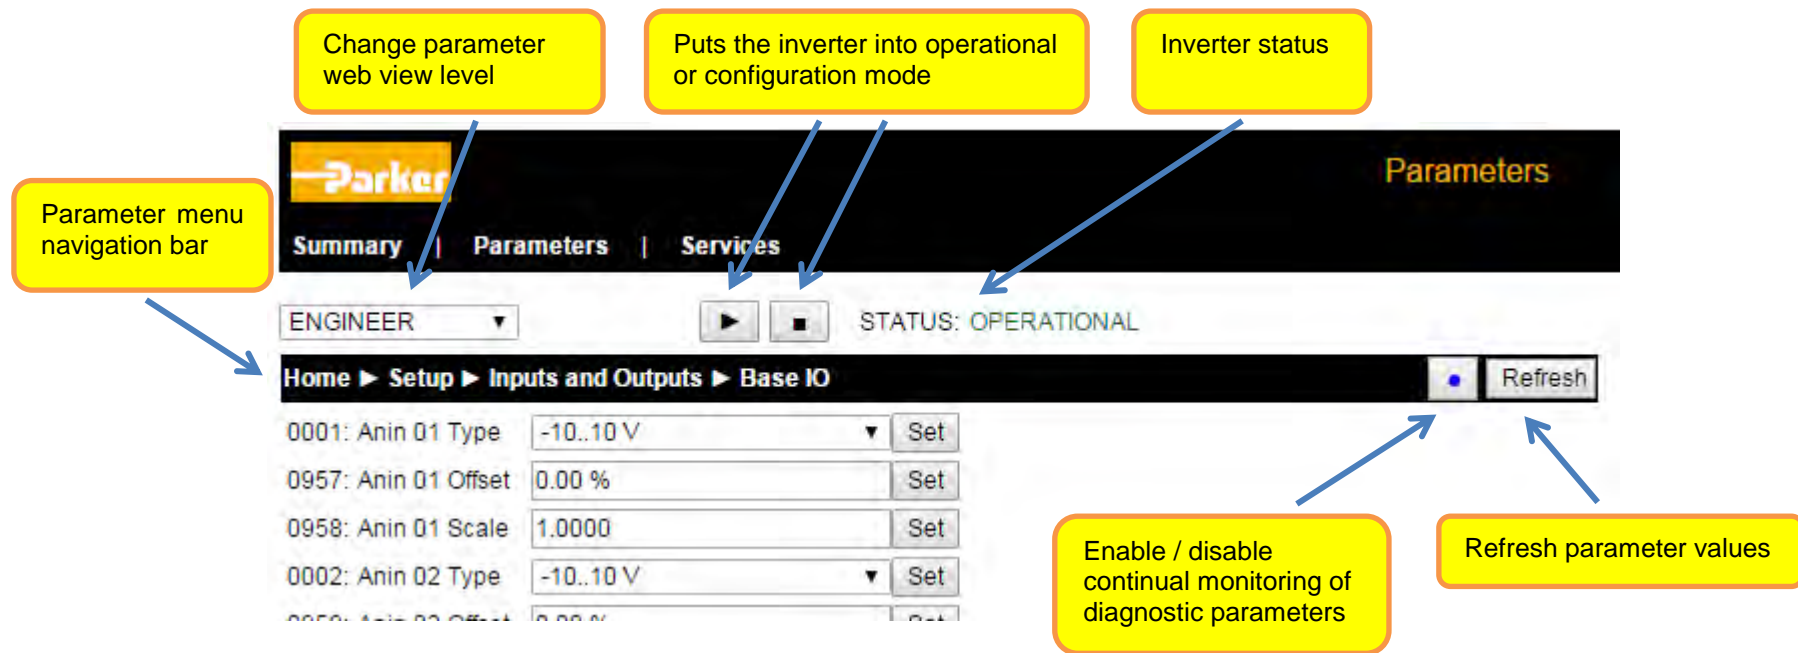 Change parameter
web view level
Puts the inverter into operational
or configuration mode
Inverter status
Parker
Parameters
Parameter menu
navigation bar
Summary | Parameters | Services
ENGINEER
STATUS: OPERATIONAL
Home ► Setup ► Inputs and Outputs ► Base IO
Refresh
0001: Anin 01 Type -10..10 V Set
0957: Anin 01 Offset 0.00 % Set
0958: Anin 01 Scale 1.0000 Set
0002: Anin 02 Type -10..10 V Set
Enable / disable
continual monitoring of
diagnostic parameters
Refresh parameter values